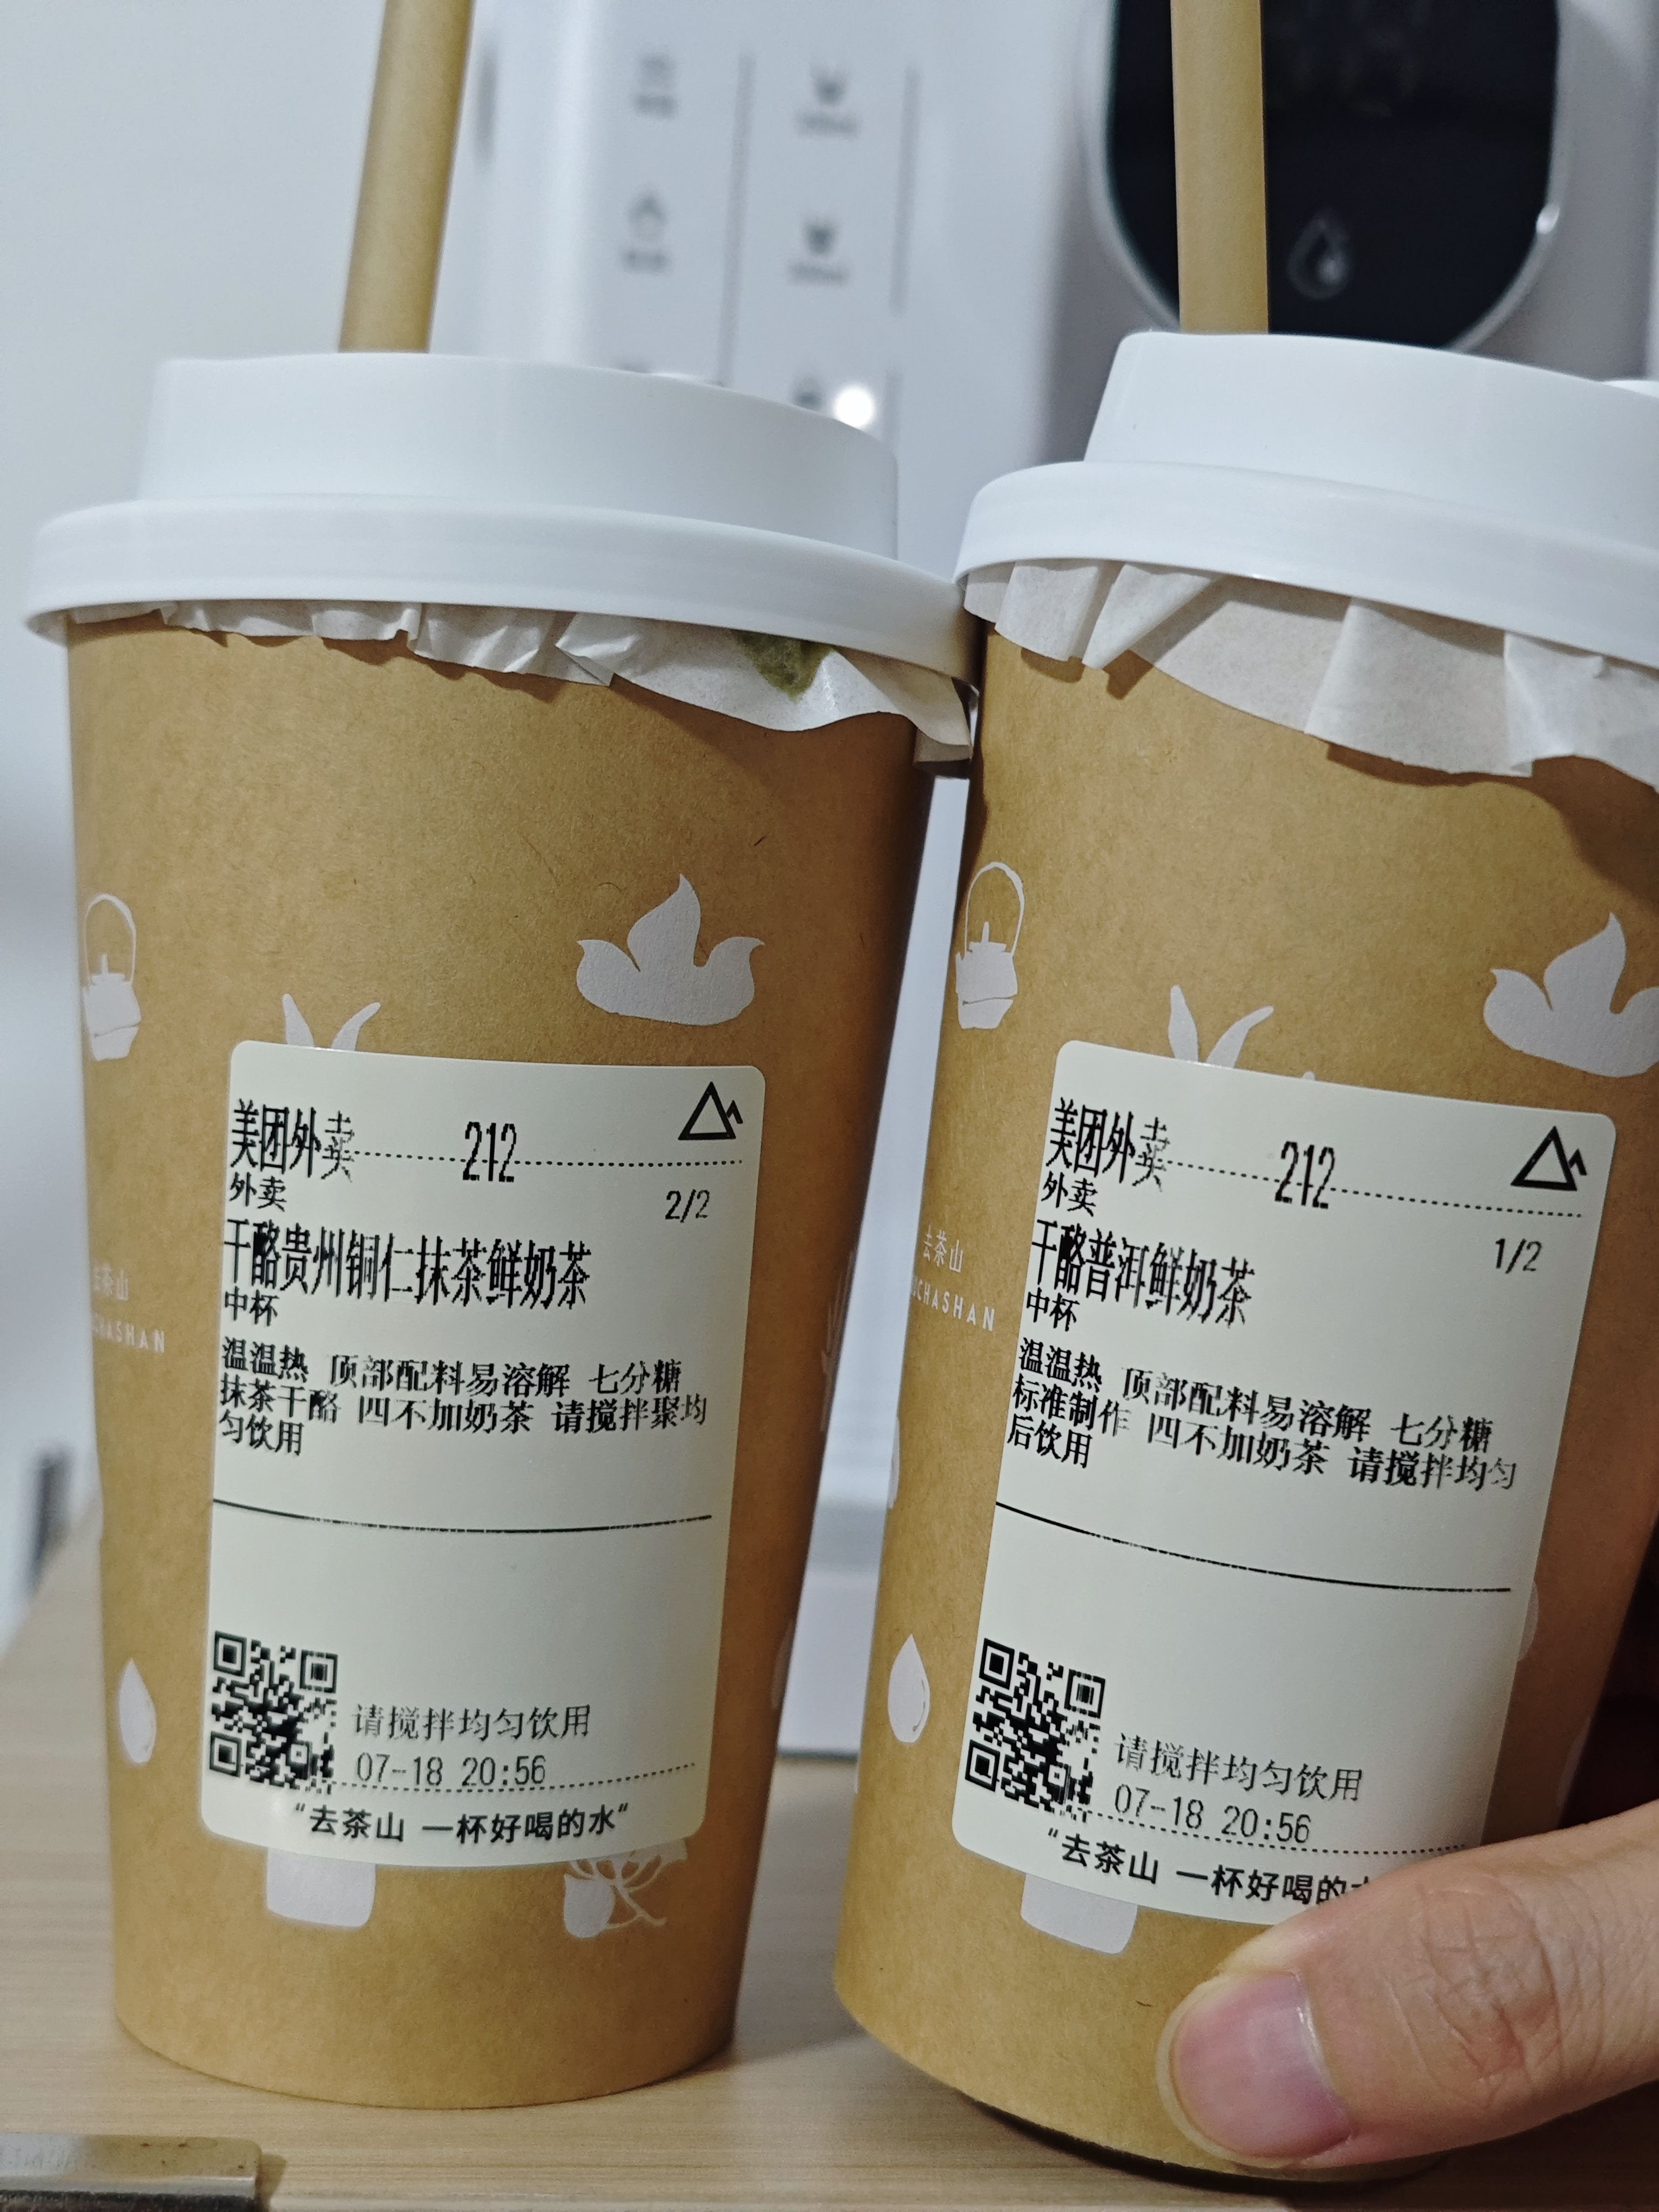 美团外卖 212
外卖 2/2
干酪贵州铜仁抹茶鲜奶茶
中杯
温温热 顶部配料易溶解 七分糖
抹茶干酪 四不加奶茶 请搅拌聚均
匀饮用
请搅拌均匀饮用
07-18 20:56
“去茶山 一杯好喝的水“
去茶山
CHASHAN
美团外卖 212
外卖 1/2
干酪普洱鲜奶茶
中杯
温温热 顶部配料易溶解 七分糖
标准制作 四不加奶茶 请搅拌均匀
后饮用
请搅拌均匀饮用
07-18 20:56
“去茶山 一杯好喝的
去茶山
CHASHAN